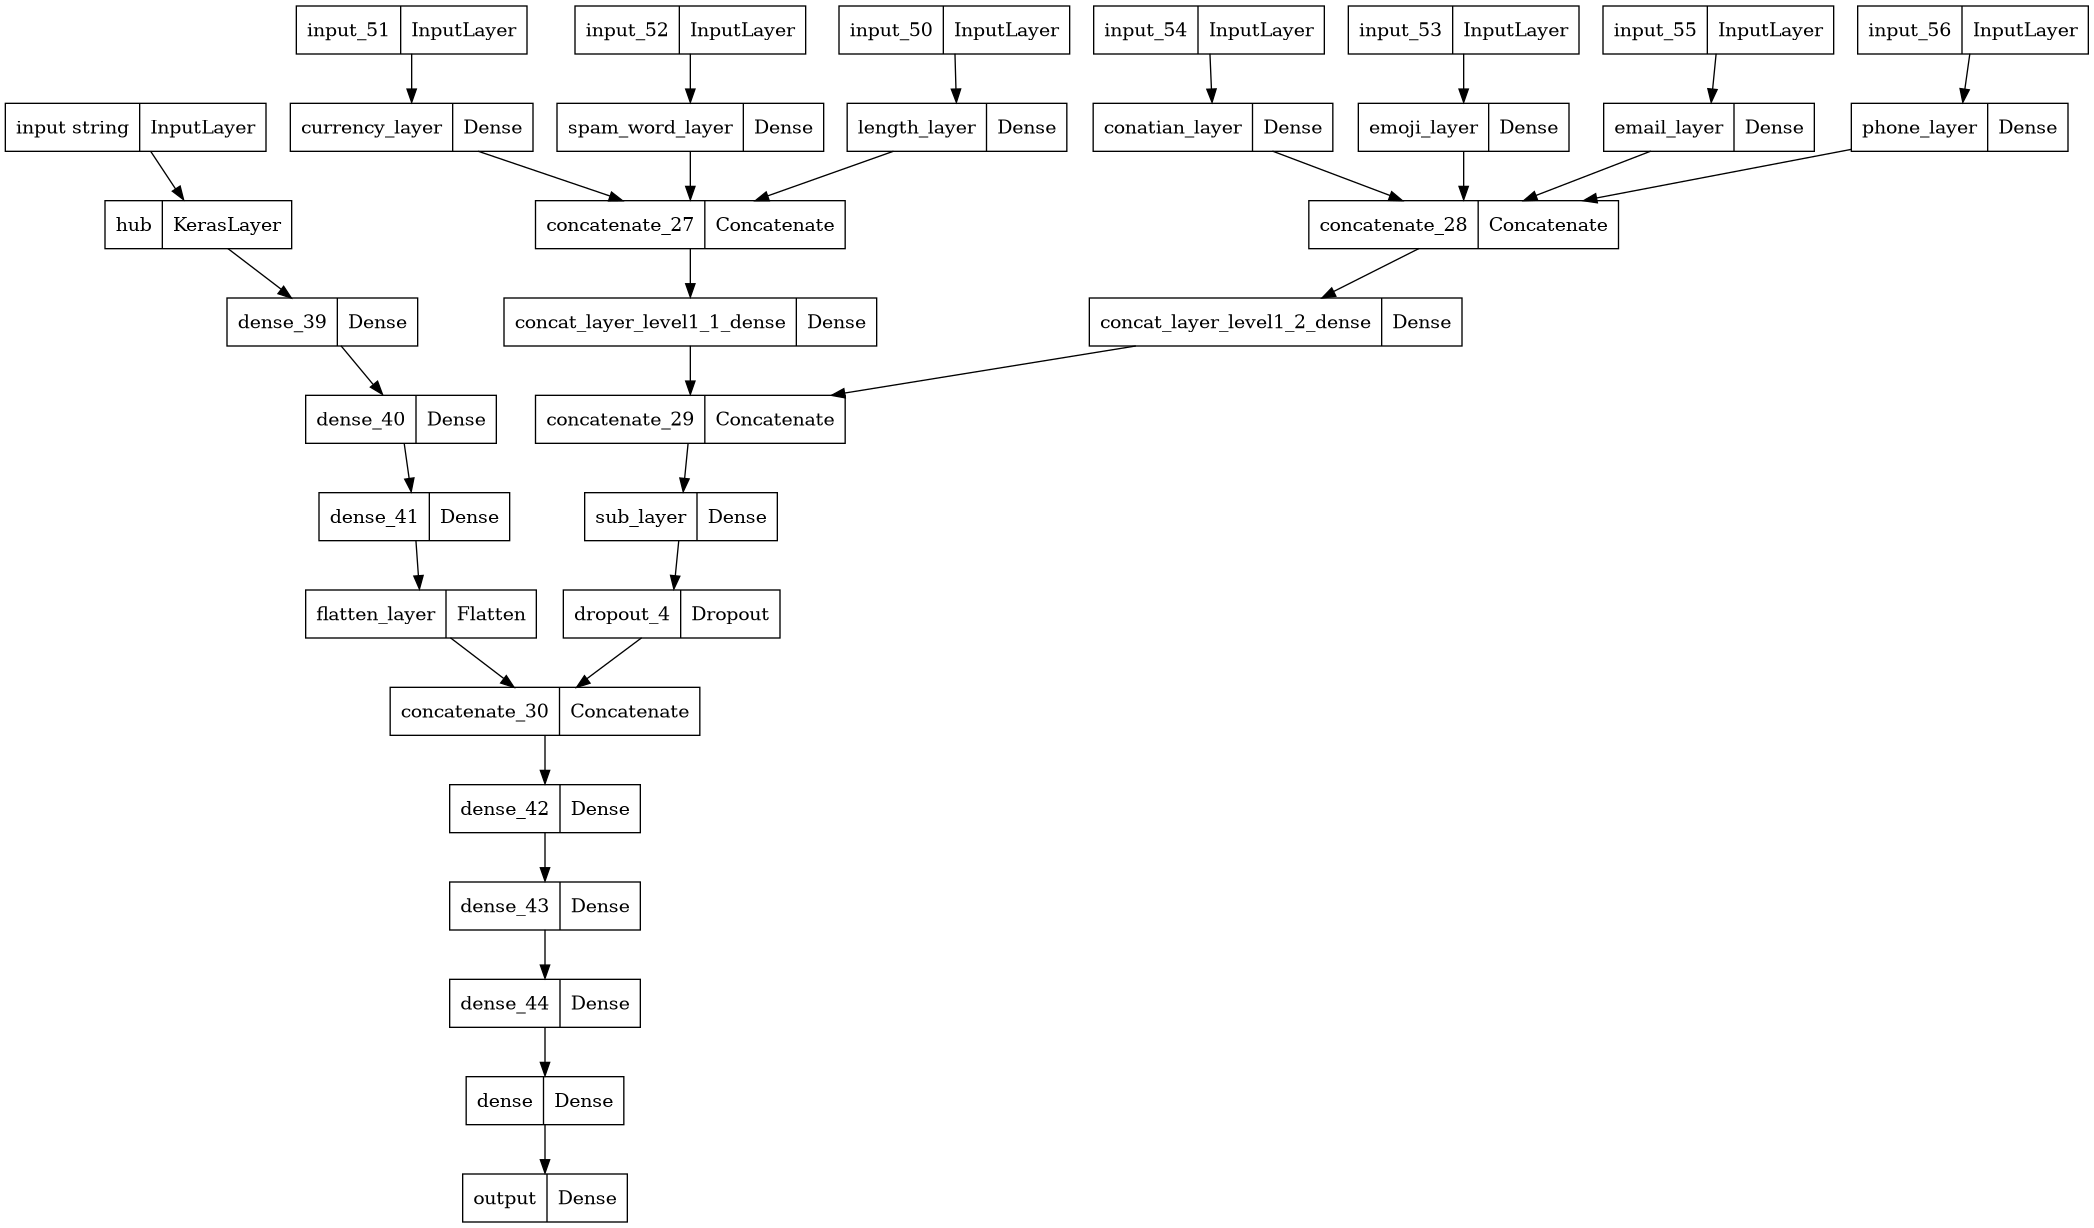 input_51 InputLayer input_52 InputLayer input_50 InputLayer input_54 InputLayer input_53 InputLayer input_55 InputLayer input_56 InputLayer
input string InputLayer currency_layer Dense spam_word_layer Dense length_layer Dense conatian_layer Dense emoji_layer Dense email_layer Dense phone_layer Dense
hub KerasLayer concatenate_27 Concatenate concatenate_28 Concatenate
dense_39 Dense concat_layer_level1_1_dense Dense concat_layer_level1_2_dense Dense
dense_40 Dense concatenate_29 Concatenate
dense_41 Dense sub_layer Dense
flatten_layer Flatten dropout_4 Dropout
concatenate_30 Concatenate
dense_42 Dense
dense_43 Dense
dense_44 Dense
dense Dense
output Dense